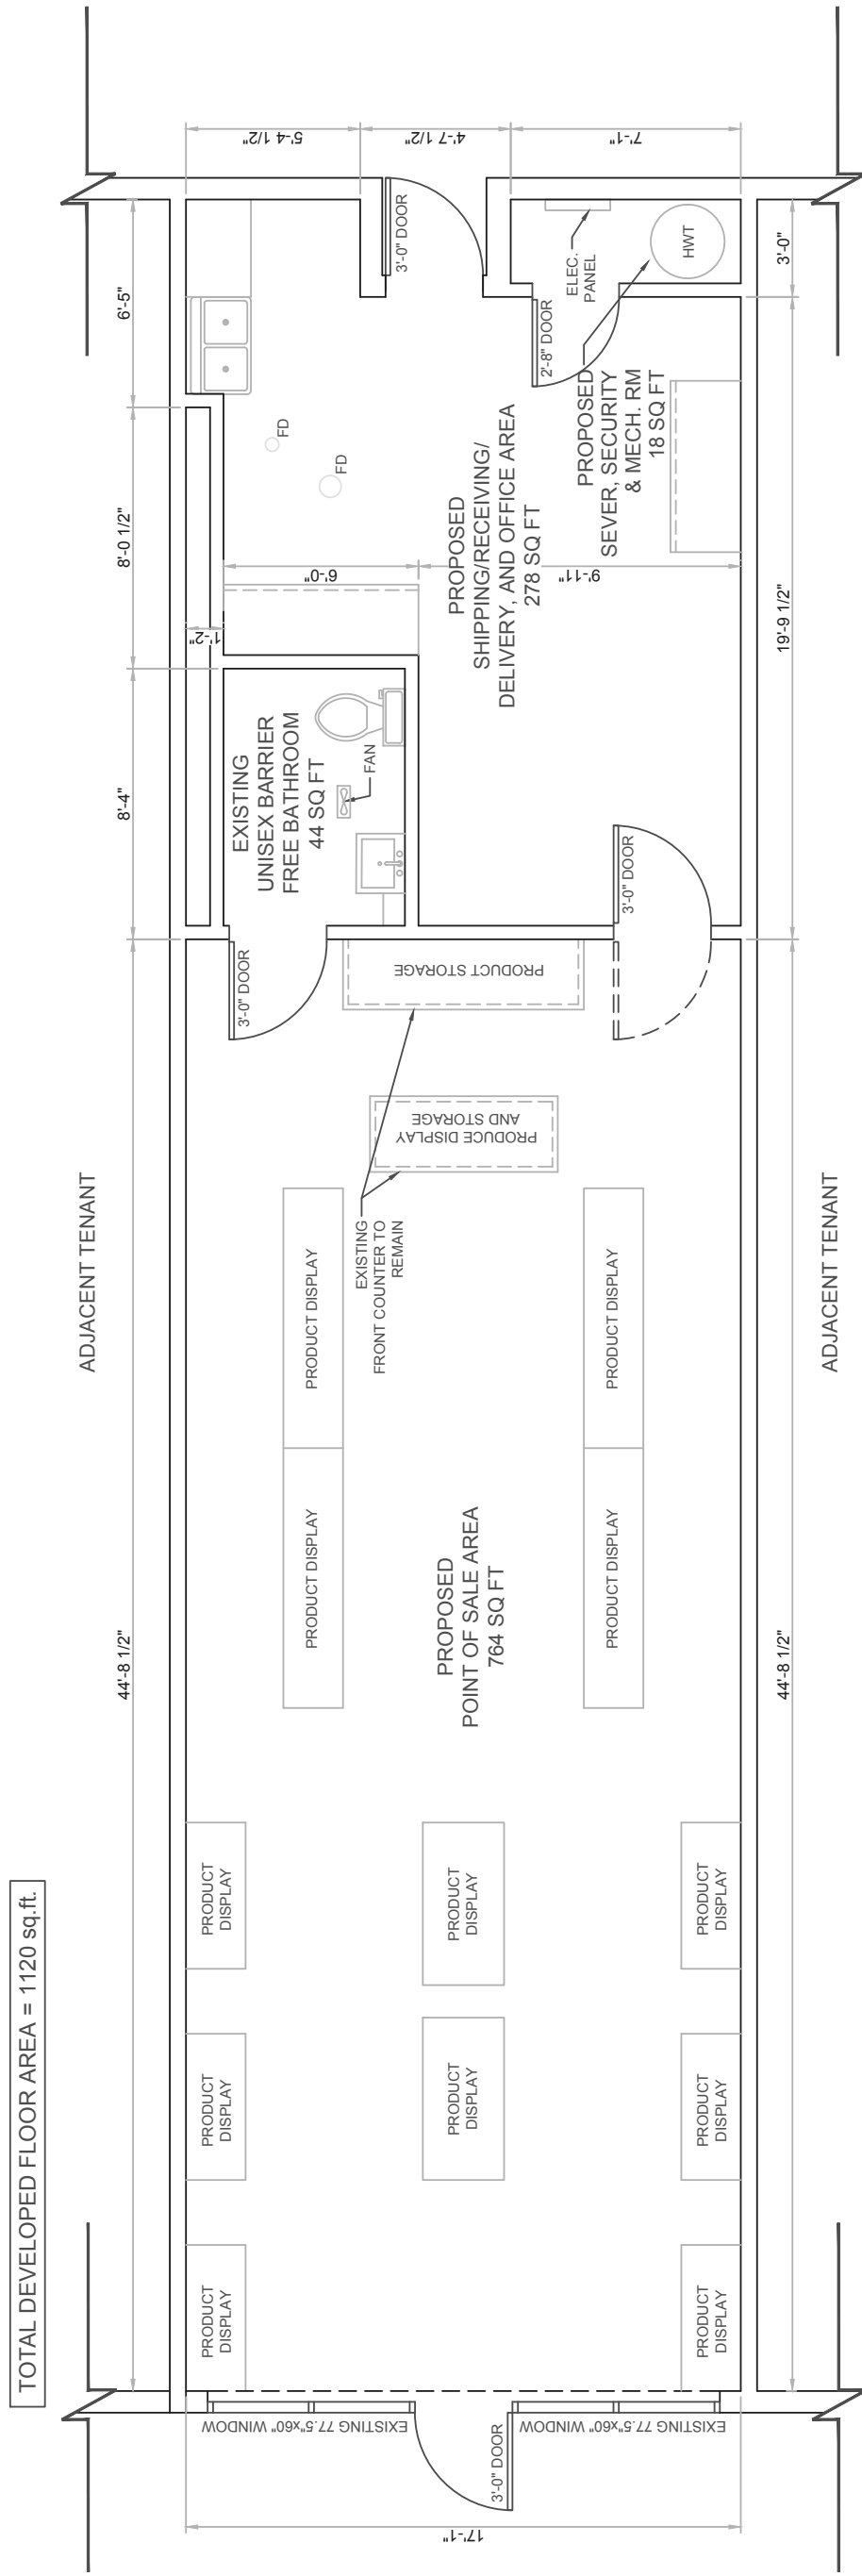 TOTAL DEVELOPED FLOOR AREA = 1120 sq.ft.
ADJACENT TENANT
44'-8 1/2"
8'-4"
8'-0 1/2"
6'-5"
1'-2"
6'-0"
9'-11"
5'-4 1/2"
4'-7 1/2"
7'-1"
17'-1"
EXISTING 77.5"x60" WINDOW
3'-0" DOOR
EXISTING 77.5"x60" WINDOW
PRODUCT
DISPLAY
PRODUCT
DISPLAY
PRODUCT
DISPLAY
PRODUCT
DISPLAY
PRODUCT
DISPLAY
PRODUCT
DISPLAY
PRODUCT
DISPLAY
PRODUCT
DISPLAY
PRODUCT DISPLAY
PRODUCT DISPLAY
PRODUCT DISPLAY
PRODUCT DISPLAY
PROPOSED
POINT OF SALE AREA
764 SQ FT
EXISTING
FRONT COUNTER TO
REMAIN
PRODUCE DISPLAY
AND STORAGE
PRODUCT STORAGE
3'-0" DOOR
3'-0" DOOR
EXISTING
UNISEX BARRIER
FREE BATHROOM
44 SQ FT
FAN
FD
FD
PROPOSED
SHIPPING/RECEIVING/
DELIVERY, AND OFFICE AREA
278 SQ FT
PROPOSED
SEVER, SECURITY
& MECH. RM
18 SQ FT
2'-8" DOOR
3'-0" DOOR
ELEC.
PANEL
HWT
44'-8 1/2"
19'-9 1/2"
3'-0"
ADJACENT TENANT